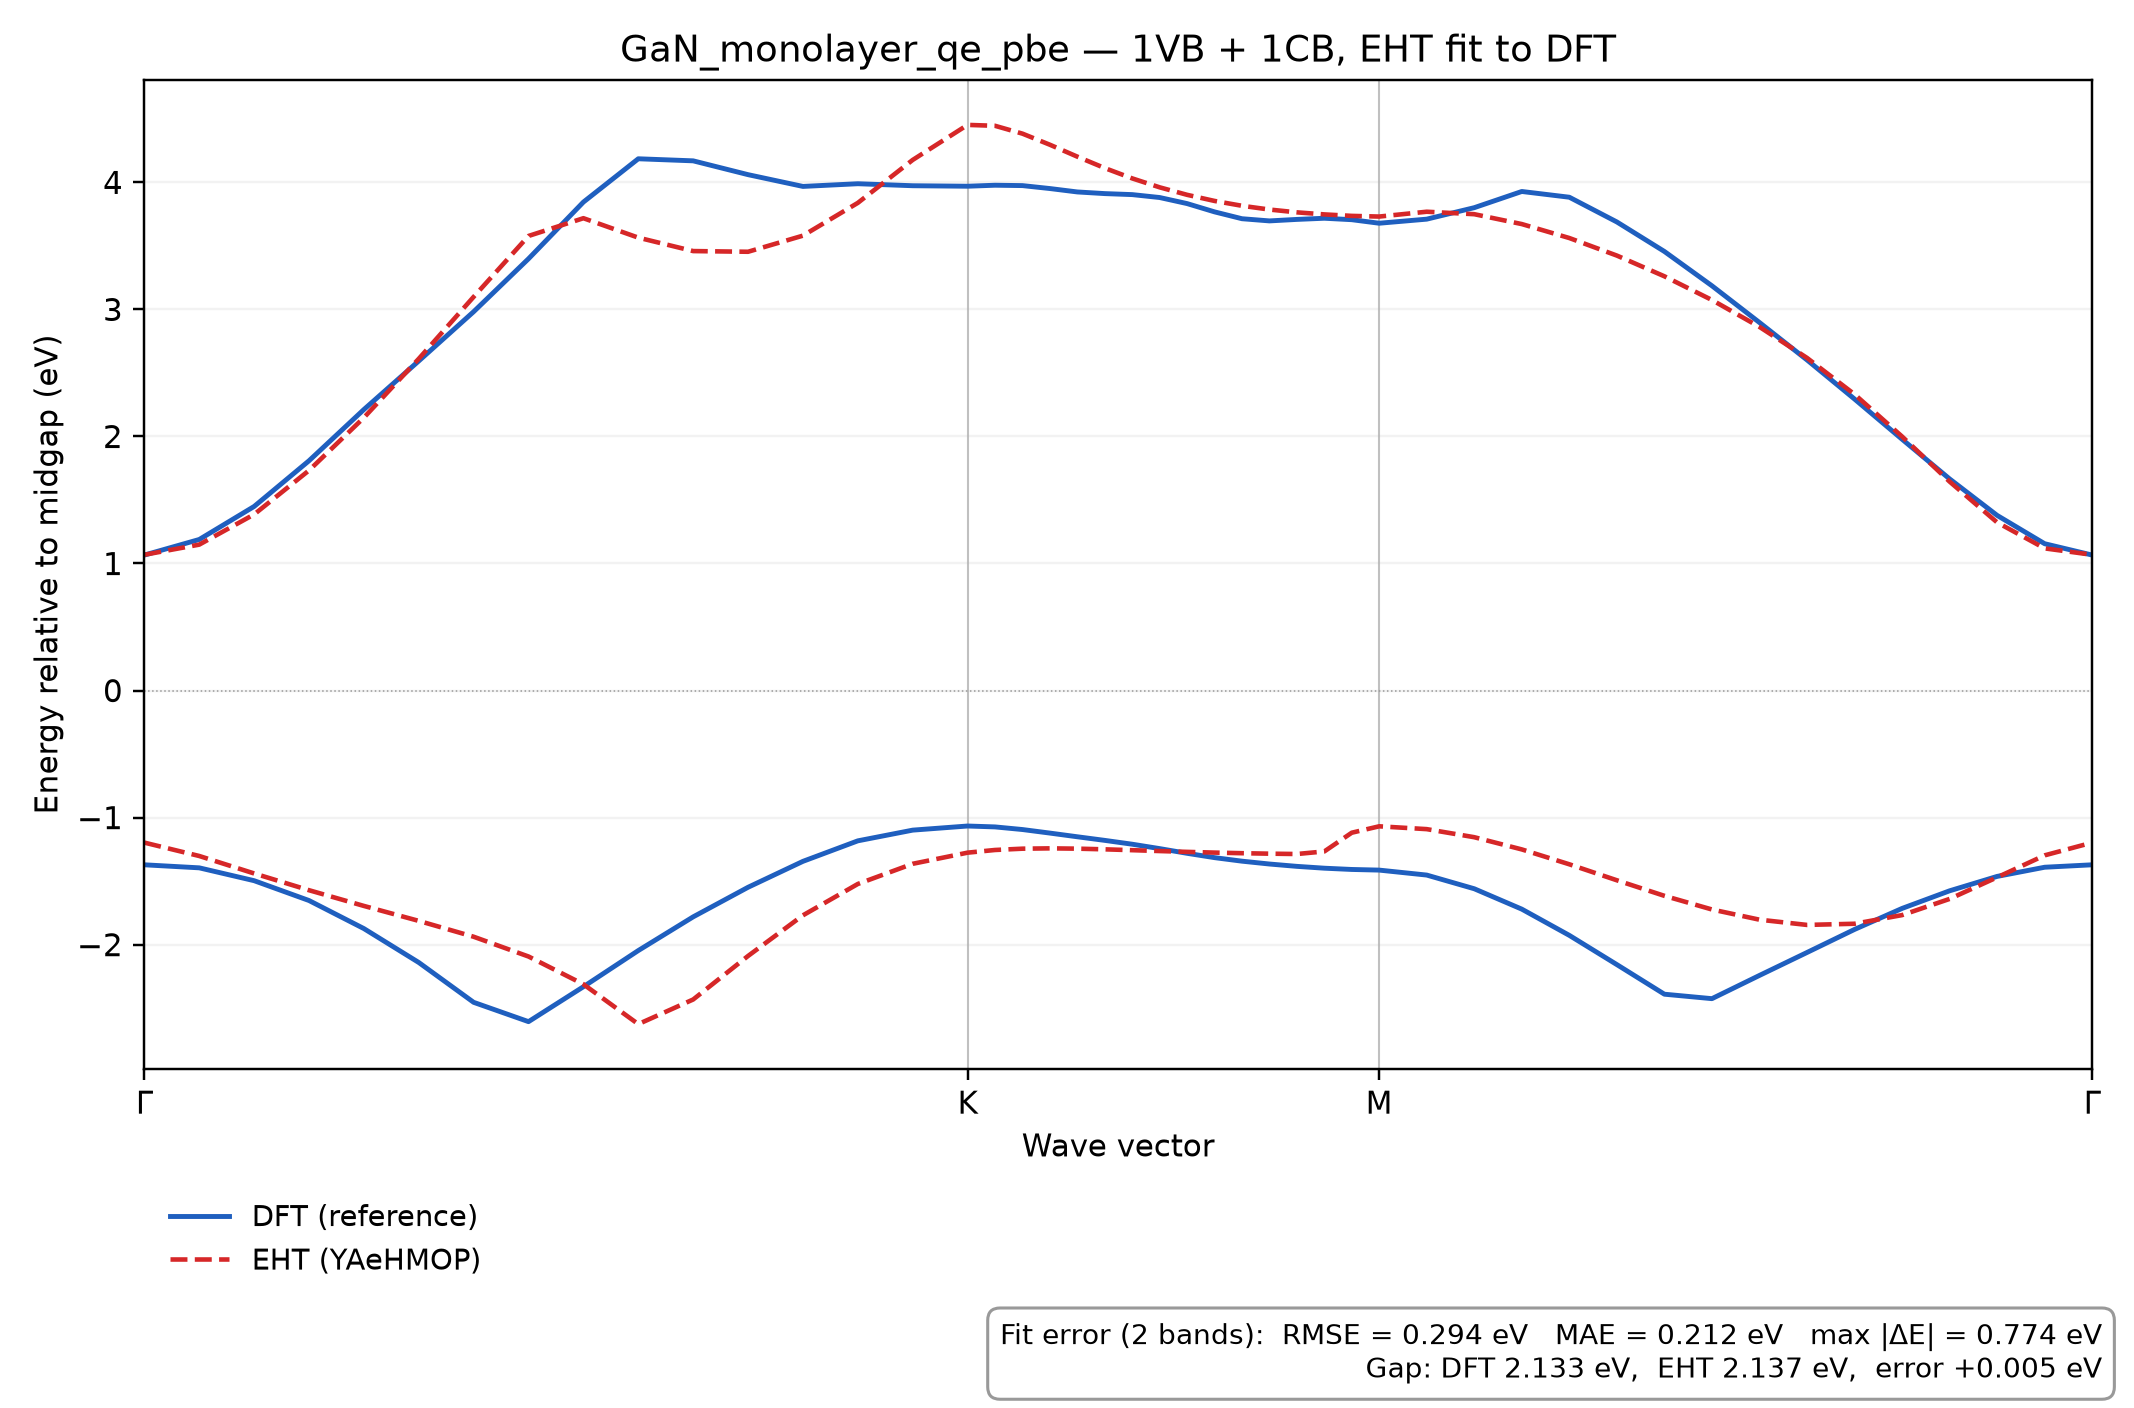 GaN_monolayer_qe_pbe — 1VB + 1CB, EHT fit to DFT
Energy relative to midgap (eV)
4
3
2
1
0
−1
−2
Γ K M Γ
Wave vector
DFT (reference)
EHT (YAeHMOP)
Fit error (2 bands): RMSE = 0.294 eV MAE = 0.212 eV max |ΔE| = 0.774 eV
Gap: DFT 2.133 eV, EHT 2.137 eV, error +0.005 eV